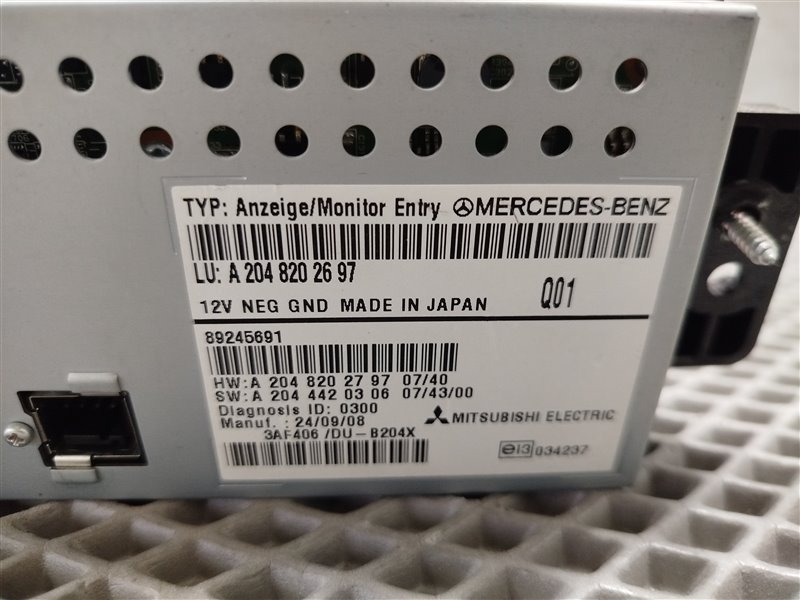 TYP: Anzeige/Monitor Entry MERCEDES-BENZ
LU: A 204 820 26 97
Q01
12V NEG GND MADE IN JAPAN
89245691
HW:A 204 820 27 97 07/40
SW:A 204 442 03 06 07/43/00
Diagnosis ID: 0300
Manuf. : 24/09/08
MITSUBISHI ELECTRIC
3AF406 /DU-B204X
e13 034237